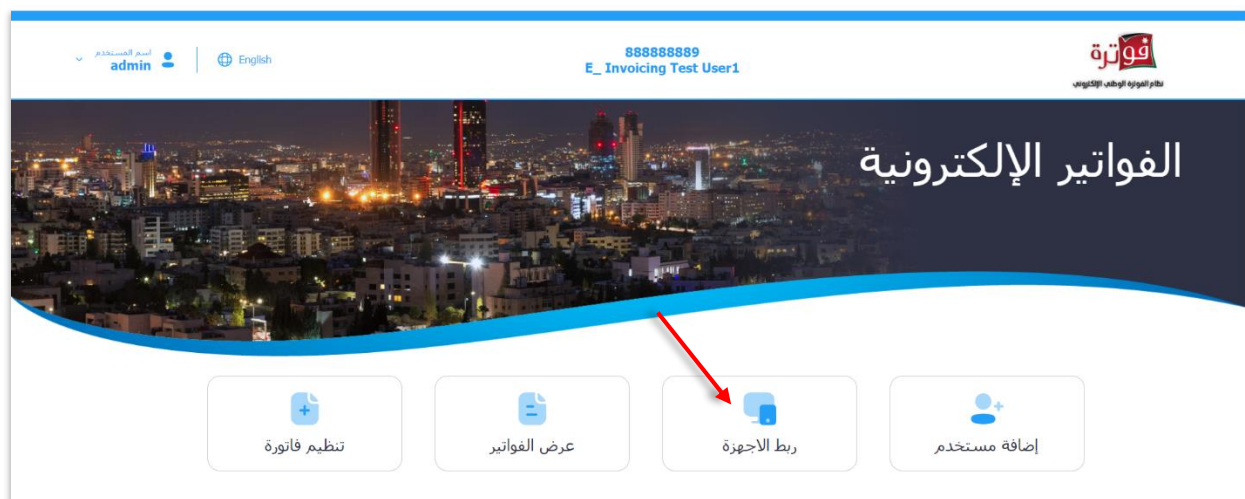 فوترة
نظام الفوترة الوطني الإلكتروني
888888889
E_ Invoicing Test User1
English
اسم المستخدم
admin
الفواتير الإلكترونية
إضافة مستخدم
ربط الاجهزة
عرض الفواتير
تنظيم فاتورة